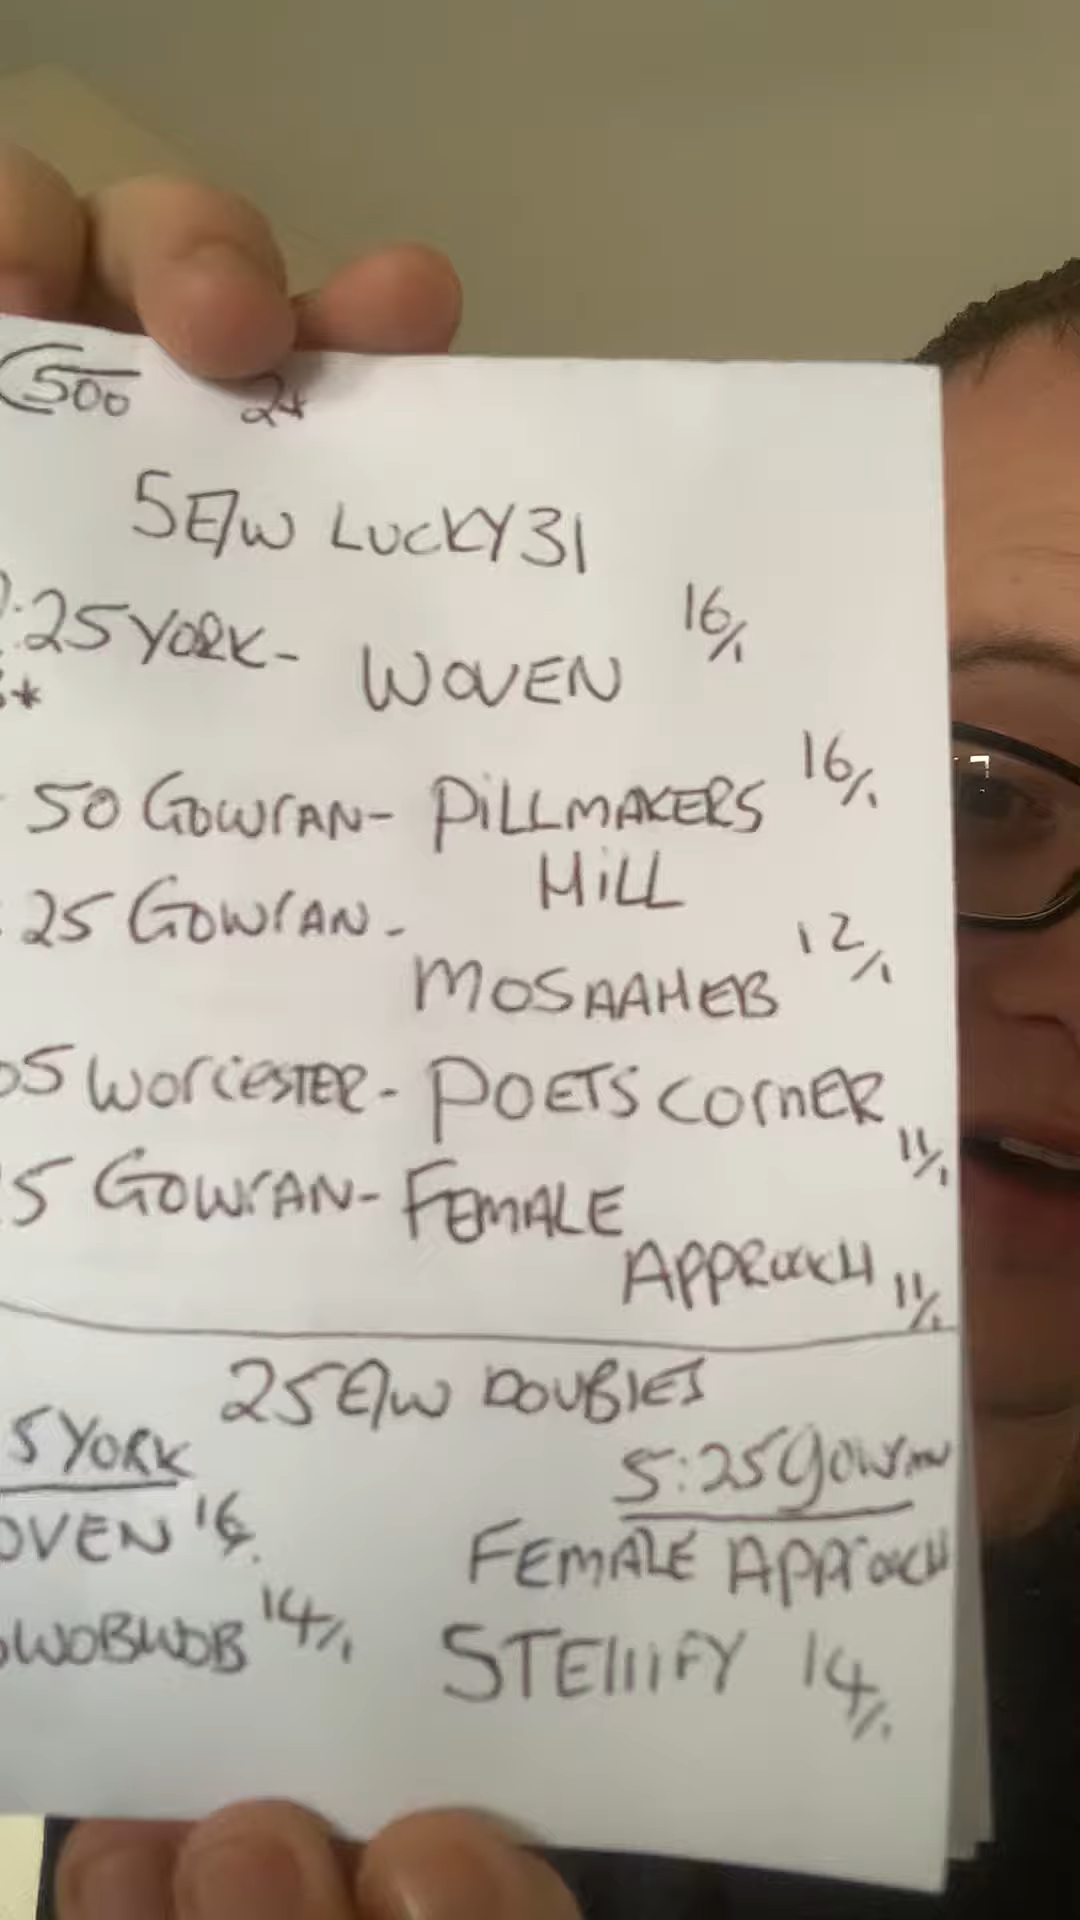 500 2*
5E/W LUCKY31
:25 YORK- WOVEN 16/1
*
50 GOWrAN- PiLLMAKERS HiLL 16/1
25 GOWrAN- MOSAAHEB 12/1
05 WorcESTER- POETS CornER 11/1
5 GOWrAN- FEMALE APPROACH 11/1
25E/W DOUBlES
5 YORK
OVEN 16
WOBWOB 14/1
5:25 gowran
FEMALE APPrOACH
STElliFY 14/1